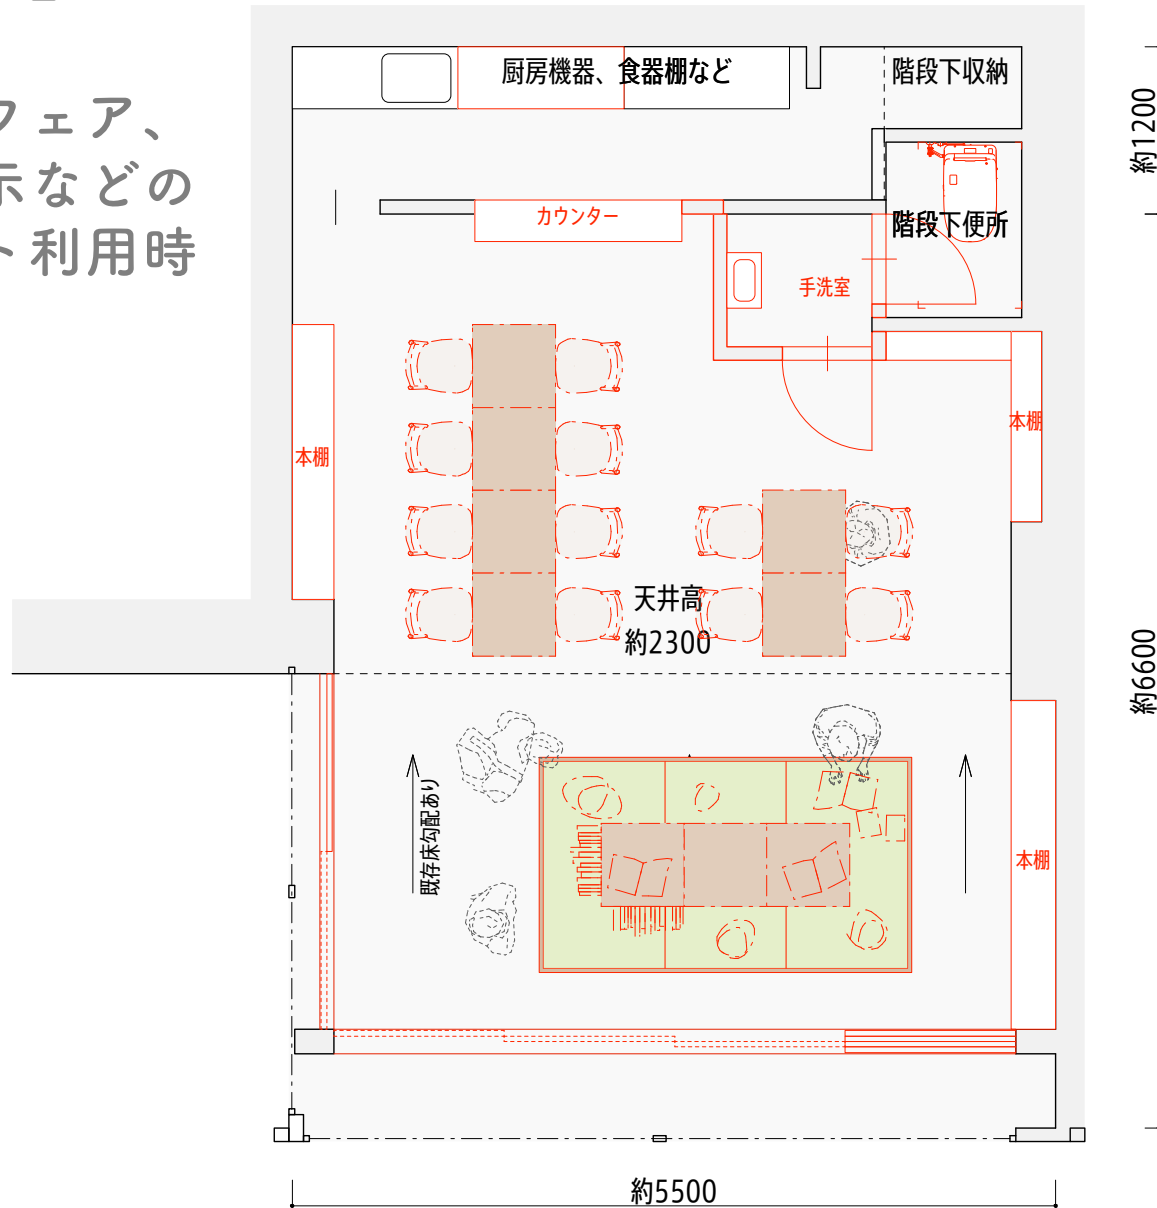 フェア、
示などの
ト利用時
厨房機器、食器棚など
階段下収納
約1200
カウンター
階段下便所
手洗室
本棚
本棚
天井高
約2300
約6600
既存床勾配あり
本棚
約5500